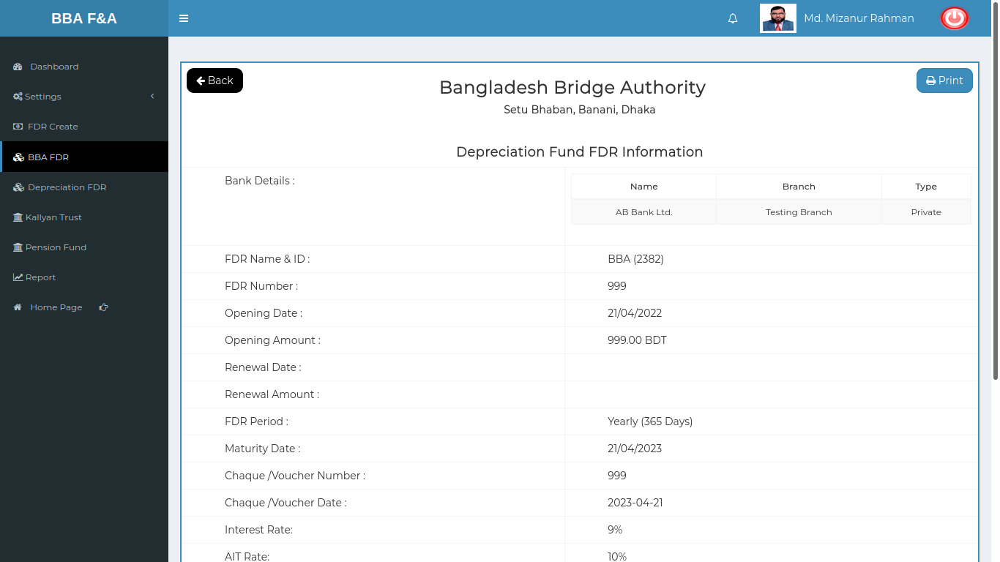 BBA F&A
Md. Mizanur Rahman
Dashboard
Settings
FDR Create
BBA FDR
Depreciation FDR
Kallyan Trust
Pension Fund
Report
Home Page
Back
Print
Bangladesh Bridge Authority
Setu Bhaban, Banani, Dhaka
Depreciation Fund FDR Information
Bank Details :
Name Branch Type
AB Bank Ltd. Testing Branch Private
FDR Name & ID : BBA (2382)
FDR Number : 999
Opening Date : 21/04/2022
Opening Amount : 999.00 BDT
Renewal Date :
Renewal Amount :
FDR Period : Yearly (365 Days)
Maturity Date : 21/04/2023
Chaque /Voucher Number : 999
Chaque /Voucher Date : 2023-04-21
Interest Rate: 9%
AIT Rate: 10%